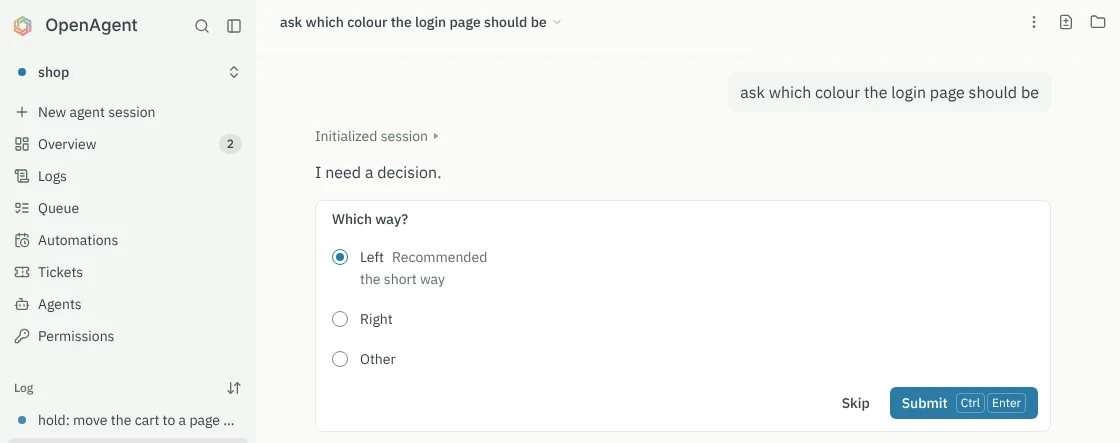 OpenAgent
shop
New agent session
Overview 2
Logs
Queue
Automations
Tickets
Agents
Permissions
Log
hold: move the cart to a page ...
ask which colour the login page should be
ask which colour the login page should be
Initialized session
I need a decision.
Which way?
Left Recommended
the short way
Right
Other
Skip Submit Ctrl Enter